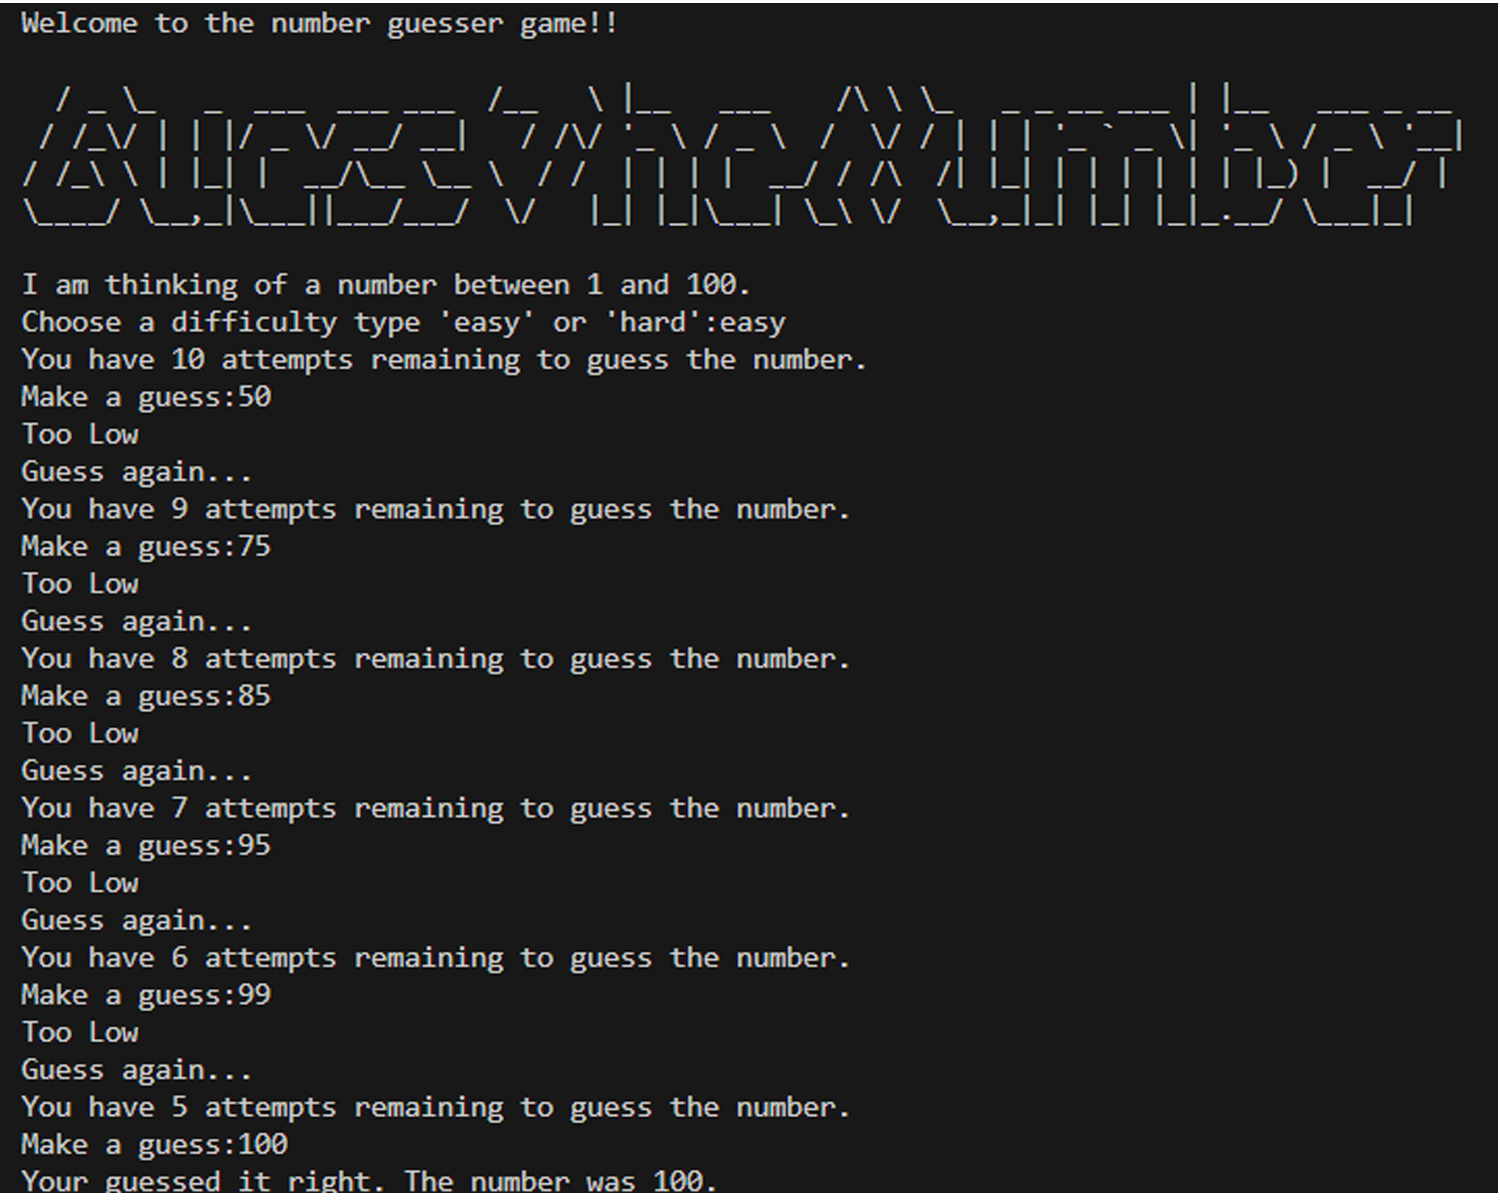 Welcome to the number guesser game!!
Guess The Number
I am thinking of a number between 1 and 100.
Choose a difficulty type 'easy' or 'hard':easy
You have 10 attempts remaining to guess the number.
Make a guess:50
Too Low
Guess again...
You have 9 attempts remaining to guess the number.
Make a guess:75
Too Low
Guess again...
You have 8 attempts remaining to guess the number.
Make a guess:85
Too Low
Guess again...
You have 7 attempts remaining to guess the number.
Make a guess:95
Too Low
Guess again...
You have 6 attempts remaining to guess the number.
Make a guess:99
Too Low
Guess again...
You have 5 attempts remaining to guess the number.
Make a guess:100
Your guessed it right. The number was 100.